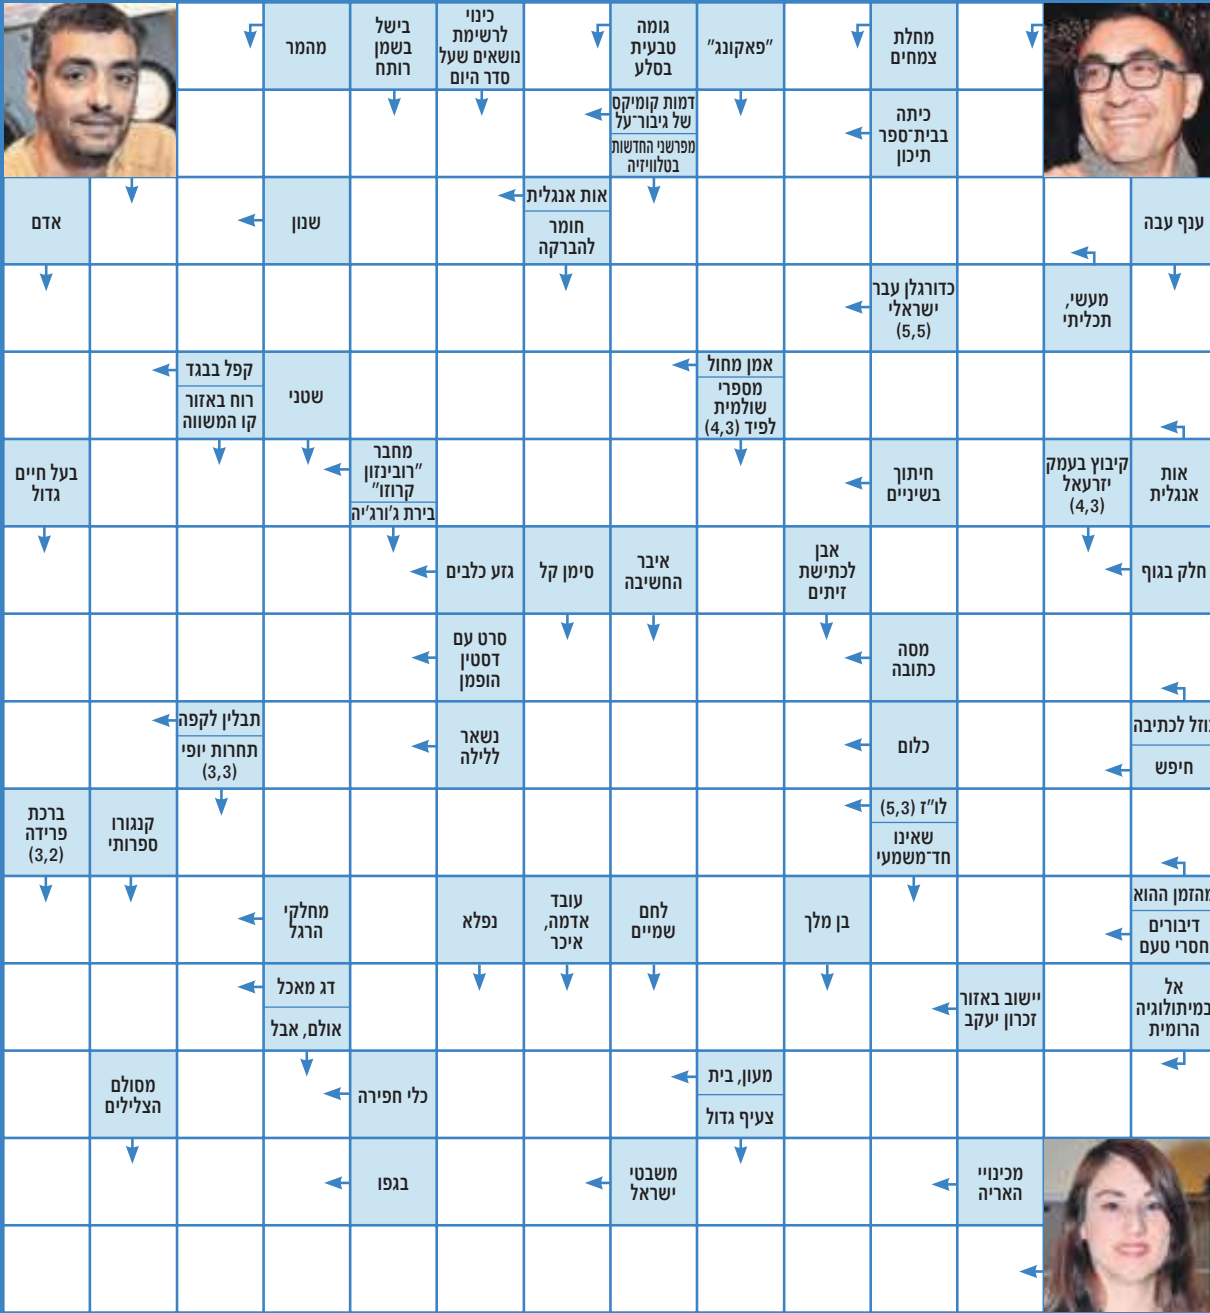 מחלת
צמחים
"פאקונג"
גומה
טבעית
בסלע
כינוי
לרשימת
נושאים שעל
סדר היום
בישל
בשמן
רותח
מהמר
כיתה
בבית־ספר
תיכון
דמות קומיקס
של גיבור־על
מפרשני החדשות
בטלוויזיה
ענף עבה
אות אנגלית
חומר
להברקה
שנון
אדם
מעשי,
תכליתי
כדורגלן עבר
ישראלי
(5,5)
אמן מחול
מספרי
שולמית
לפיד (4,3)
שטני
קפל בבגד
רוח באזור
קו המשווה
אות
אנגלית
קיבוץ בעמק
יזרעאל
(4,3)
חיתוך
בשיניים
מחבר
"רובינזון
קרוזו"
בירת ג'ורג'יה
בעל חיים
גדול
חלק בגוף
אבן
לכתישת
זיתים
איבר
החשיבה
סימן קל
גזע כלבים
מסה
כתובה
סרט עם
דסטין
הופמן
נוזל לכתיבה
חיפש
כלום
נשאר
ללילה
תבלין לקפה
תחרות יופי
(3,3)
לו"ז (5,3)
שאינו
חד־משמעי
קנגורו
ספרותי
ברכת
פרידה
(3,2)
מהזמן ההוא
דיבורים
חסרי טעם
בן מלך
לחם
שמיים
עובד
אדמה,
איכר
נפלא
מחלקי
הרגל
אל
במיתולוגיה
הרומית
יישוב באזור
זכרון יעקב
דג מאכל
אולם, אבל
מעון, בית
צעיף גדול
כלי חפירה
מסולם
הצלילים
מכינויי
האריה
משבטי
ישראל
בגפו